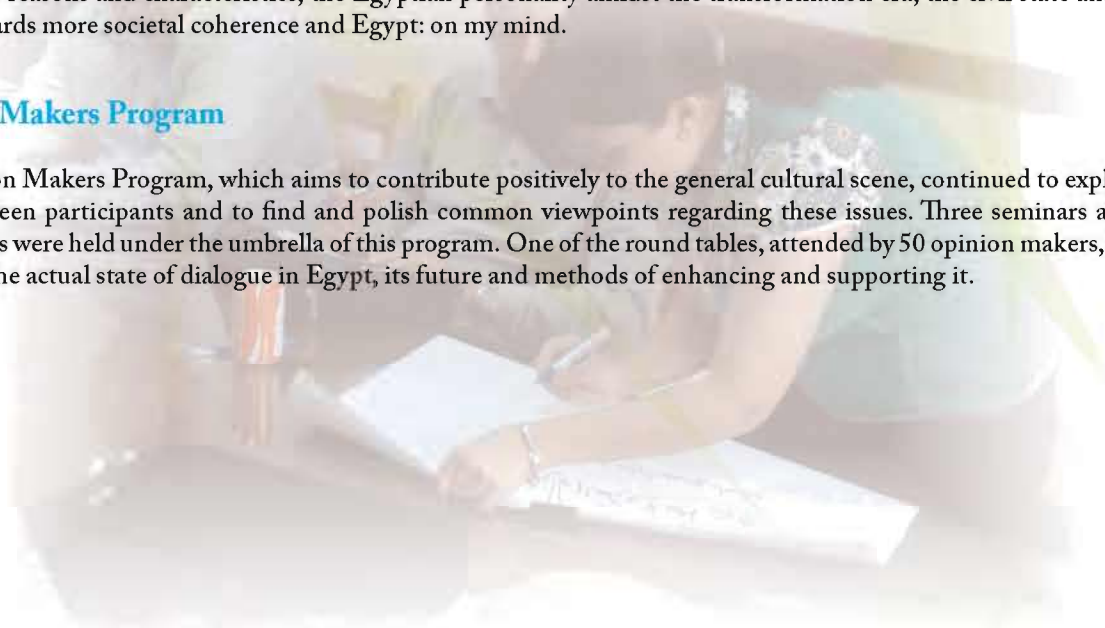 ards more societal coherence and Egypt: on my mind.
Makers Program
n Makers Program, which aims to contribute positively to the general cultural scene, continued to expl
een participants and to find and polish common viewpoints regarding these issues. Three seminars a
s were held under the umbrella of this program. One of the round tables, attended by 50 opinion makers,
he actual state of dialogue in Egypt, its future and methods of enhancing and supporting it.